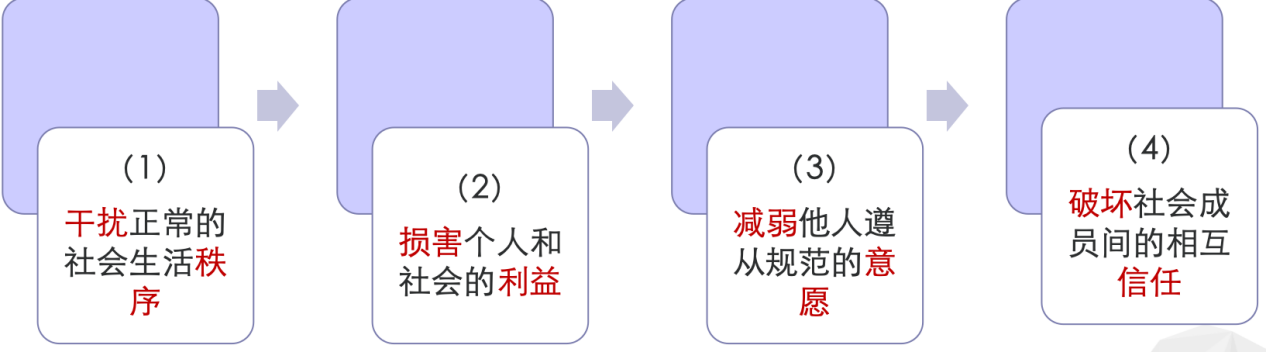 （1）
干扰正常的
社会生活秩
序
（2）
损害个人和
社会的利益
（3）
减弱他人遵
从规范的意
愿
（4）
破坏社会成
员间的相互
信任